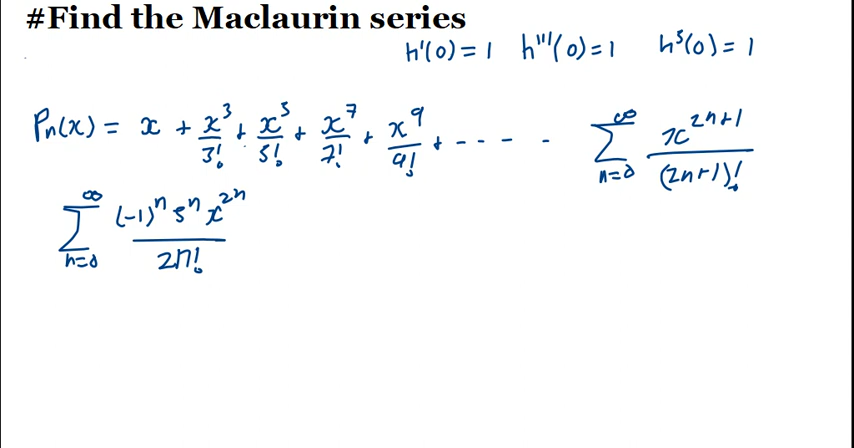 #Find the Maclaurin series
h'(0) = 1 h'''(0) = 1 h⁵(0) = 1
Pn(x) = x + x³/3! + x⁵/5! + x⁷/7! + x⁹/9! + - - - - - ∑_{n=0}^{∞} x^{2n+1}/(2n+1)!
∑_{n=0}^{∞} (-1)ⁿ 5ⁿ x^{2n}/2n!